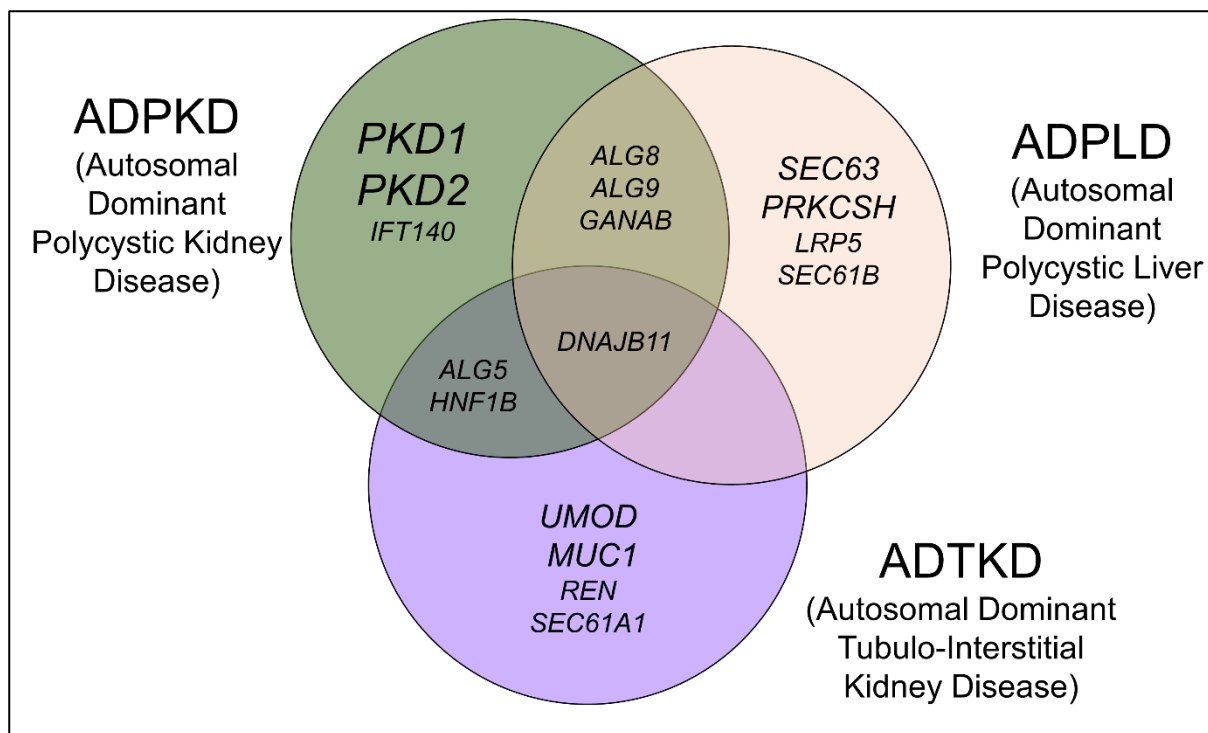 ADPKD
(Autosomal
Dominant
Polycystic Kidney
Disease)
PKD1
PKD2
IFT140
ALG8
ALG9
GANAB
SEC63
PRKCSH
LRP5
SEC61B
ADPLD
(Autosomal
Dominant
Polycystic Liver
Disease)
DNAJB11
ALG5
HNF1B
UMOD
MUC1
REN
SEC61A1
ADTKD
(Autosomal Dominant
Tubulo-Interstitial
Kidney Disease)